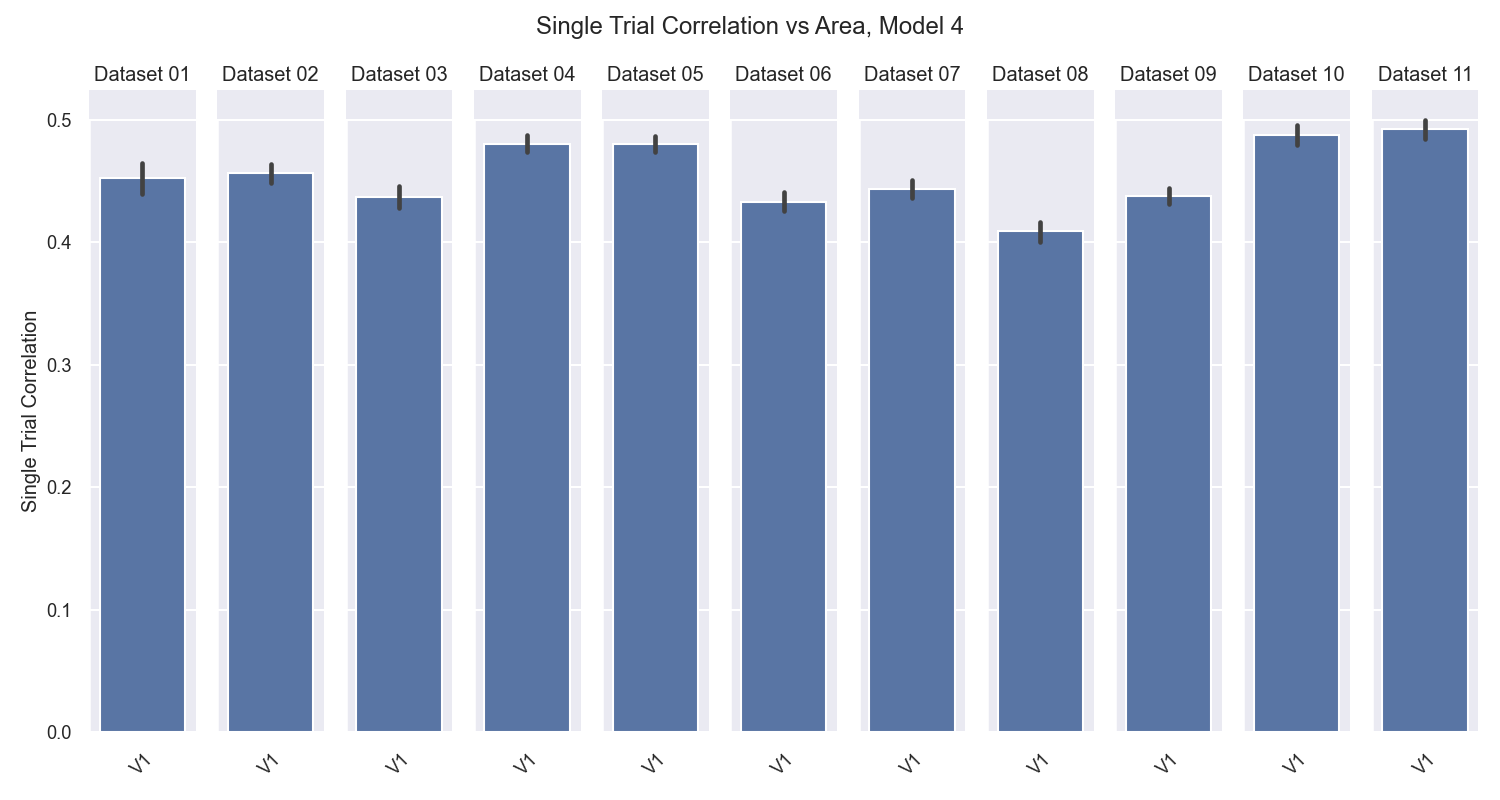 Single Trial Correlation vs Area, Model 4
Dataset 01 Dataset 02 Dataset 03 Dataset 04 Dataset 05 Dataset 06 Dataset 07 Dataset 08 Dataset 09 Dataset 10 Dataset 11
0.5
0.4
0.3
0.2
0.1
0.0
Single Trial Correlation
V1 V1 V1 V1 V1 V1 V1 V1 V1 V1 V1